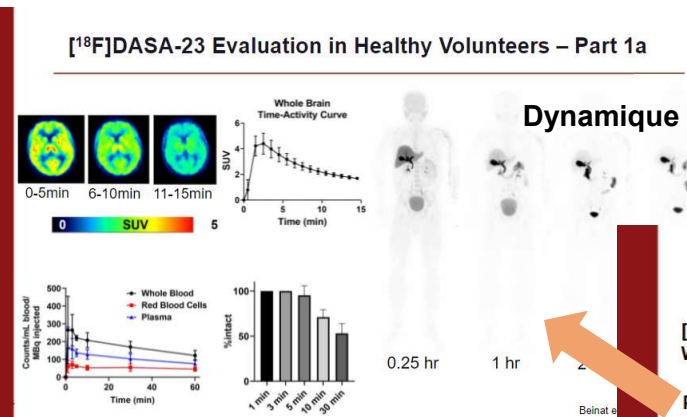 [¹⁸F]DASA-23 Evaluation in Healthy Volunteers – Part 1a
Dynamique
0-5min 6-10min 11-15min
0 SUV 5
Whole Brain
Time-Activity Curve
SUV
6
4
2
0
0 5 10 15
Time (min)
Counts/mL blood/
MBq injected
500
400
300
200
100
0
0 20 40 60
Time (min)
Whole Blood
Red Blood Cells
Plasma
%intact
100
50
0
1 min
3 min
5 min
10 min
30 min
0.25 hr 1 hr 2
Beinat e